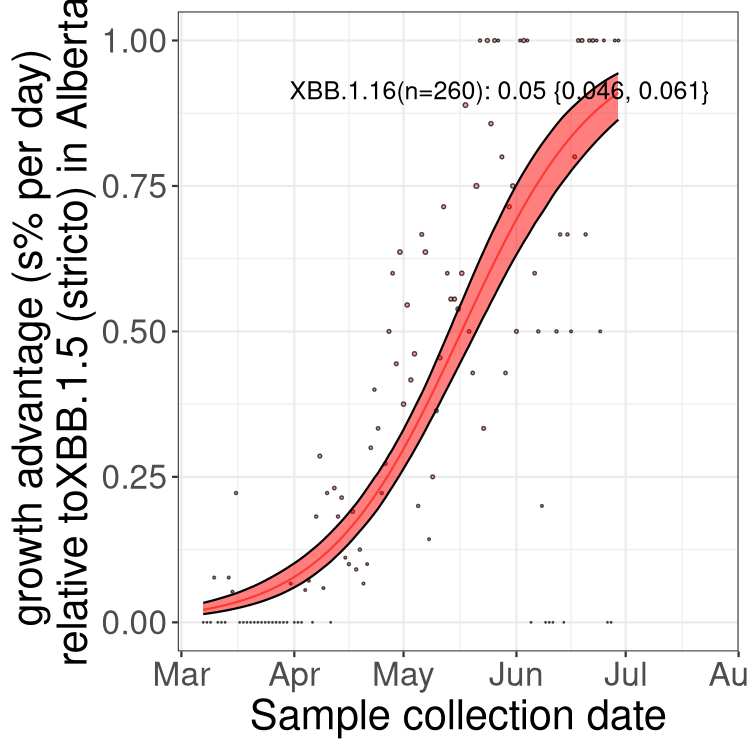 growth advantage (s% per day)
relative toXBB.1.5 (stricto) in Alberta
1.00
0.75
0.50
0.25
0.00
XBB.1.16(n=260): 0.05 {0.046, 0.061}
Mar Apr May Jun Jul Au
Sample collection date